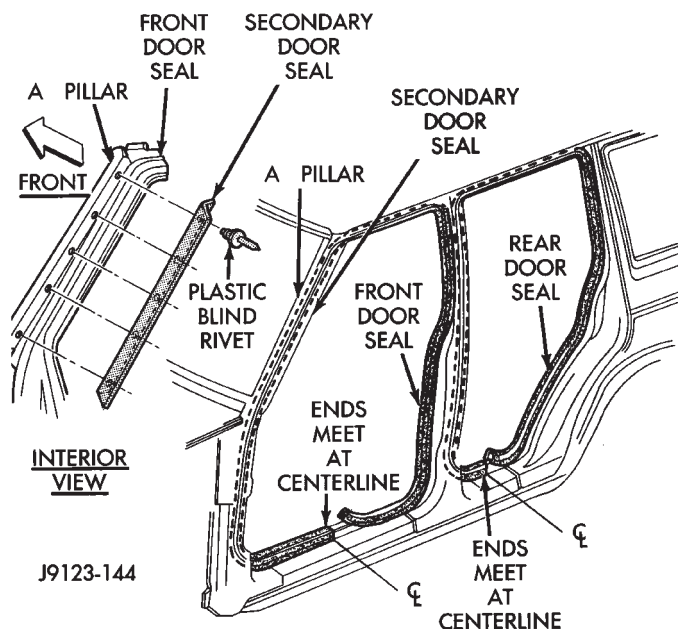 FRONT
DOOR
SEAL
SECONDARY
DOOR
SEAL
A PILLAR
FRONT
SECONDARY
DOOR
SEAL
A PILLAR
PLASTIC
BLIND
RIVET
FRONT
DOOR
SEAL
REAR
DOOR
SEAL
ENDS
MEET
AT
CENTERLINE
INTERIOR
VIEW
℄
℄
ENDS
MEET
AT
CENTERLINE
J9123-144